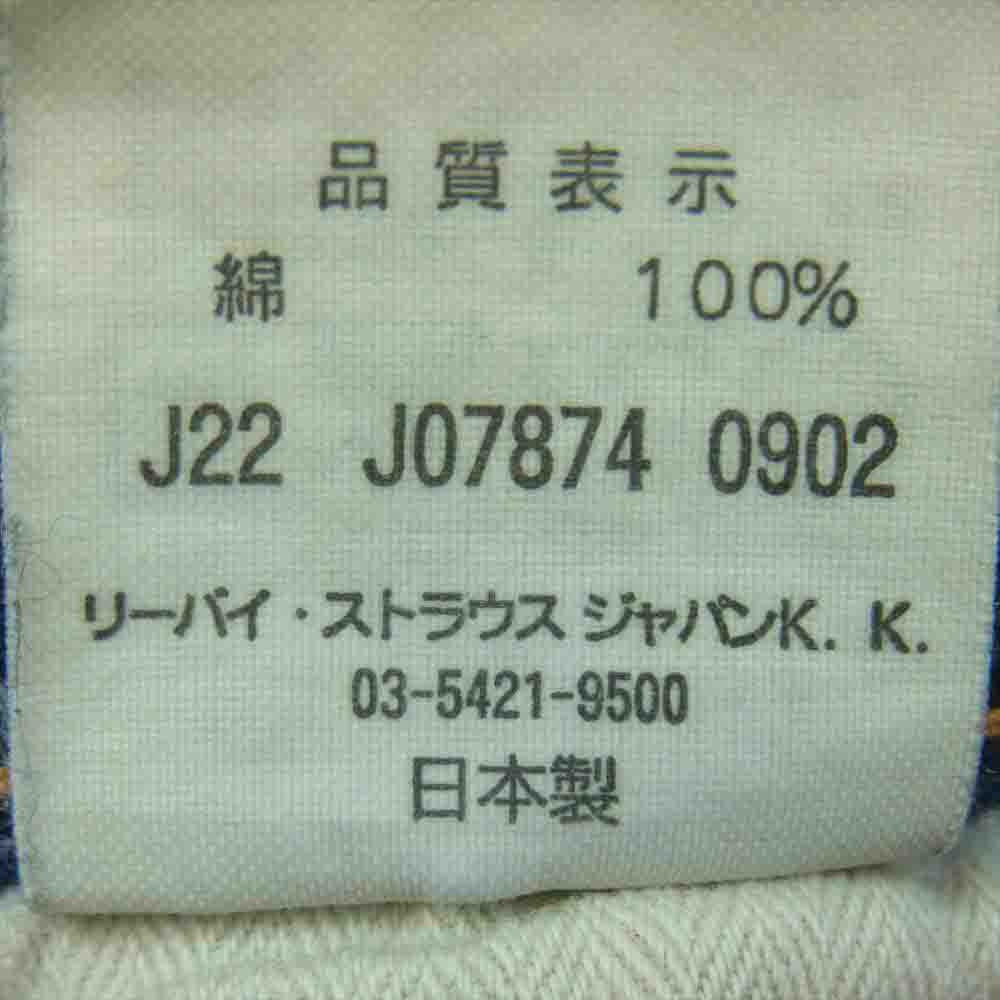 品質表示
綿 100%
J22 J07874 0902
リーバイ・ストラウス ジャパンK. K.
03-5421-9500
日本製